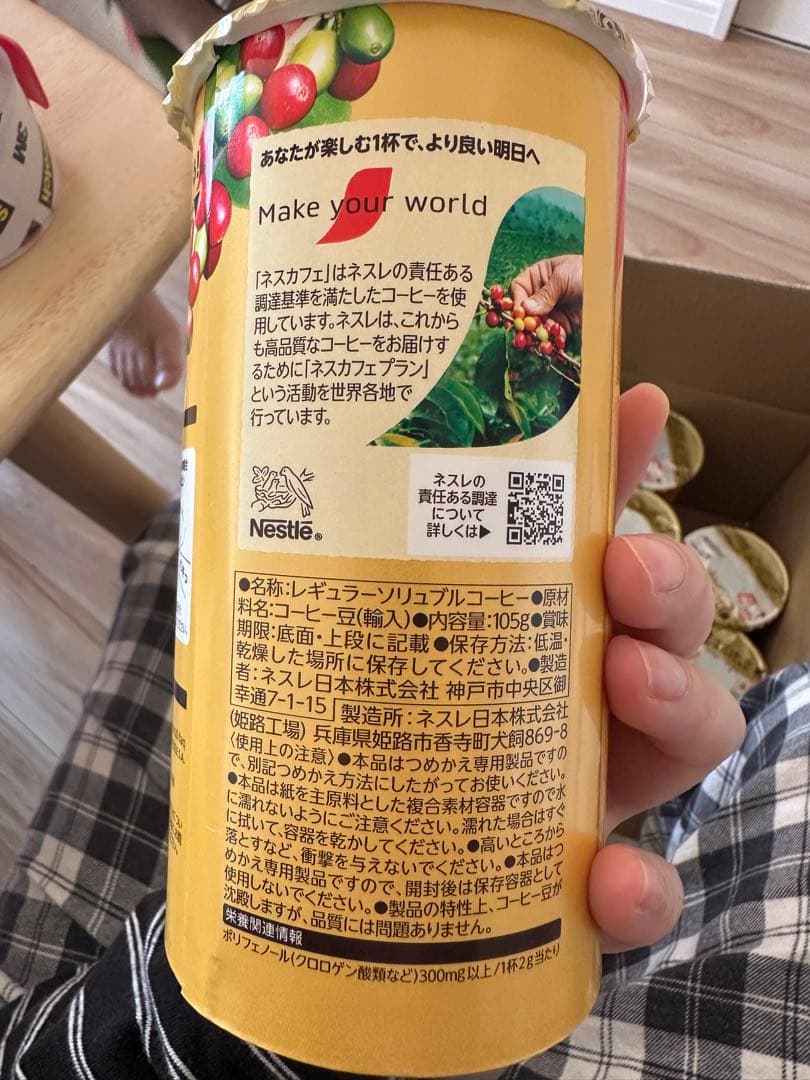 あなたが楽しむ1杯で、より良い明日へ
Make your world
「ネスカフェ」はネスレの責任ある
調達基準を満たしたコーヒーを使
用しています。ネスレは、これから
も高品質なコーヒーをお届けす
るために「ネスカフェ プラン」
という活動を世界各地で
行っています。
Nestlé®
ネスレの
責任ある調達
について
詳しくは▶
●名称:レギュラーソリュブルコーヒー●原材
料名:コーヒー豆(輸入)●内容量:105g●賞味
期限:底面・上段に記載●保存方法:低温・
乾燥した場所に保存してください。●製造
者:ネスレ日本株式会社 神戸市中央区御
幸通7-1-15 製造所:ネスレ日本株式会社
(姫路工場) 兵庫県姫路市香寺町犬飼869-8
〈使用上の注意〉●本品はつめかえ専用製品ですの
で、別記つめかえ方法にしたがってお使いください。
●本品は紙を主原料とした複合素材容器ですので水
に濡れないようにご注意ください。濡れた場合はすぐ
に拭いて、容器を乾かしてください。●高いところから
落とすなど、衝撃を与えないでください。●本品はつ
めかえ専用製品ですので、開封後は保存容器として
使用しないでください。●製品の特性上、コーヒー豆が
沈殿しますが、品質には問題ありません。
栄養関連情報
ポリフェノール(クロロゲン酸類など)300mg以上/1杯2g当たり
3M